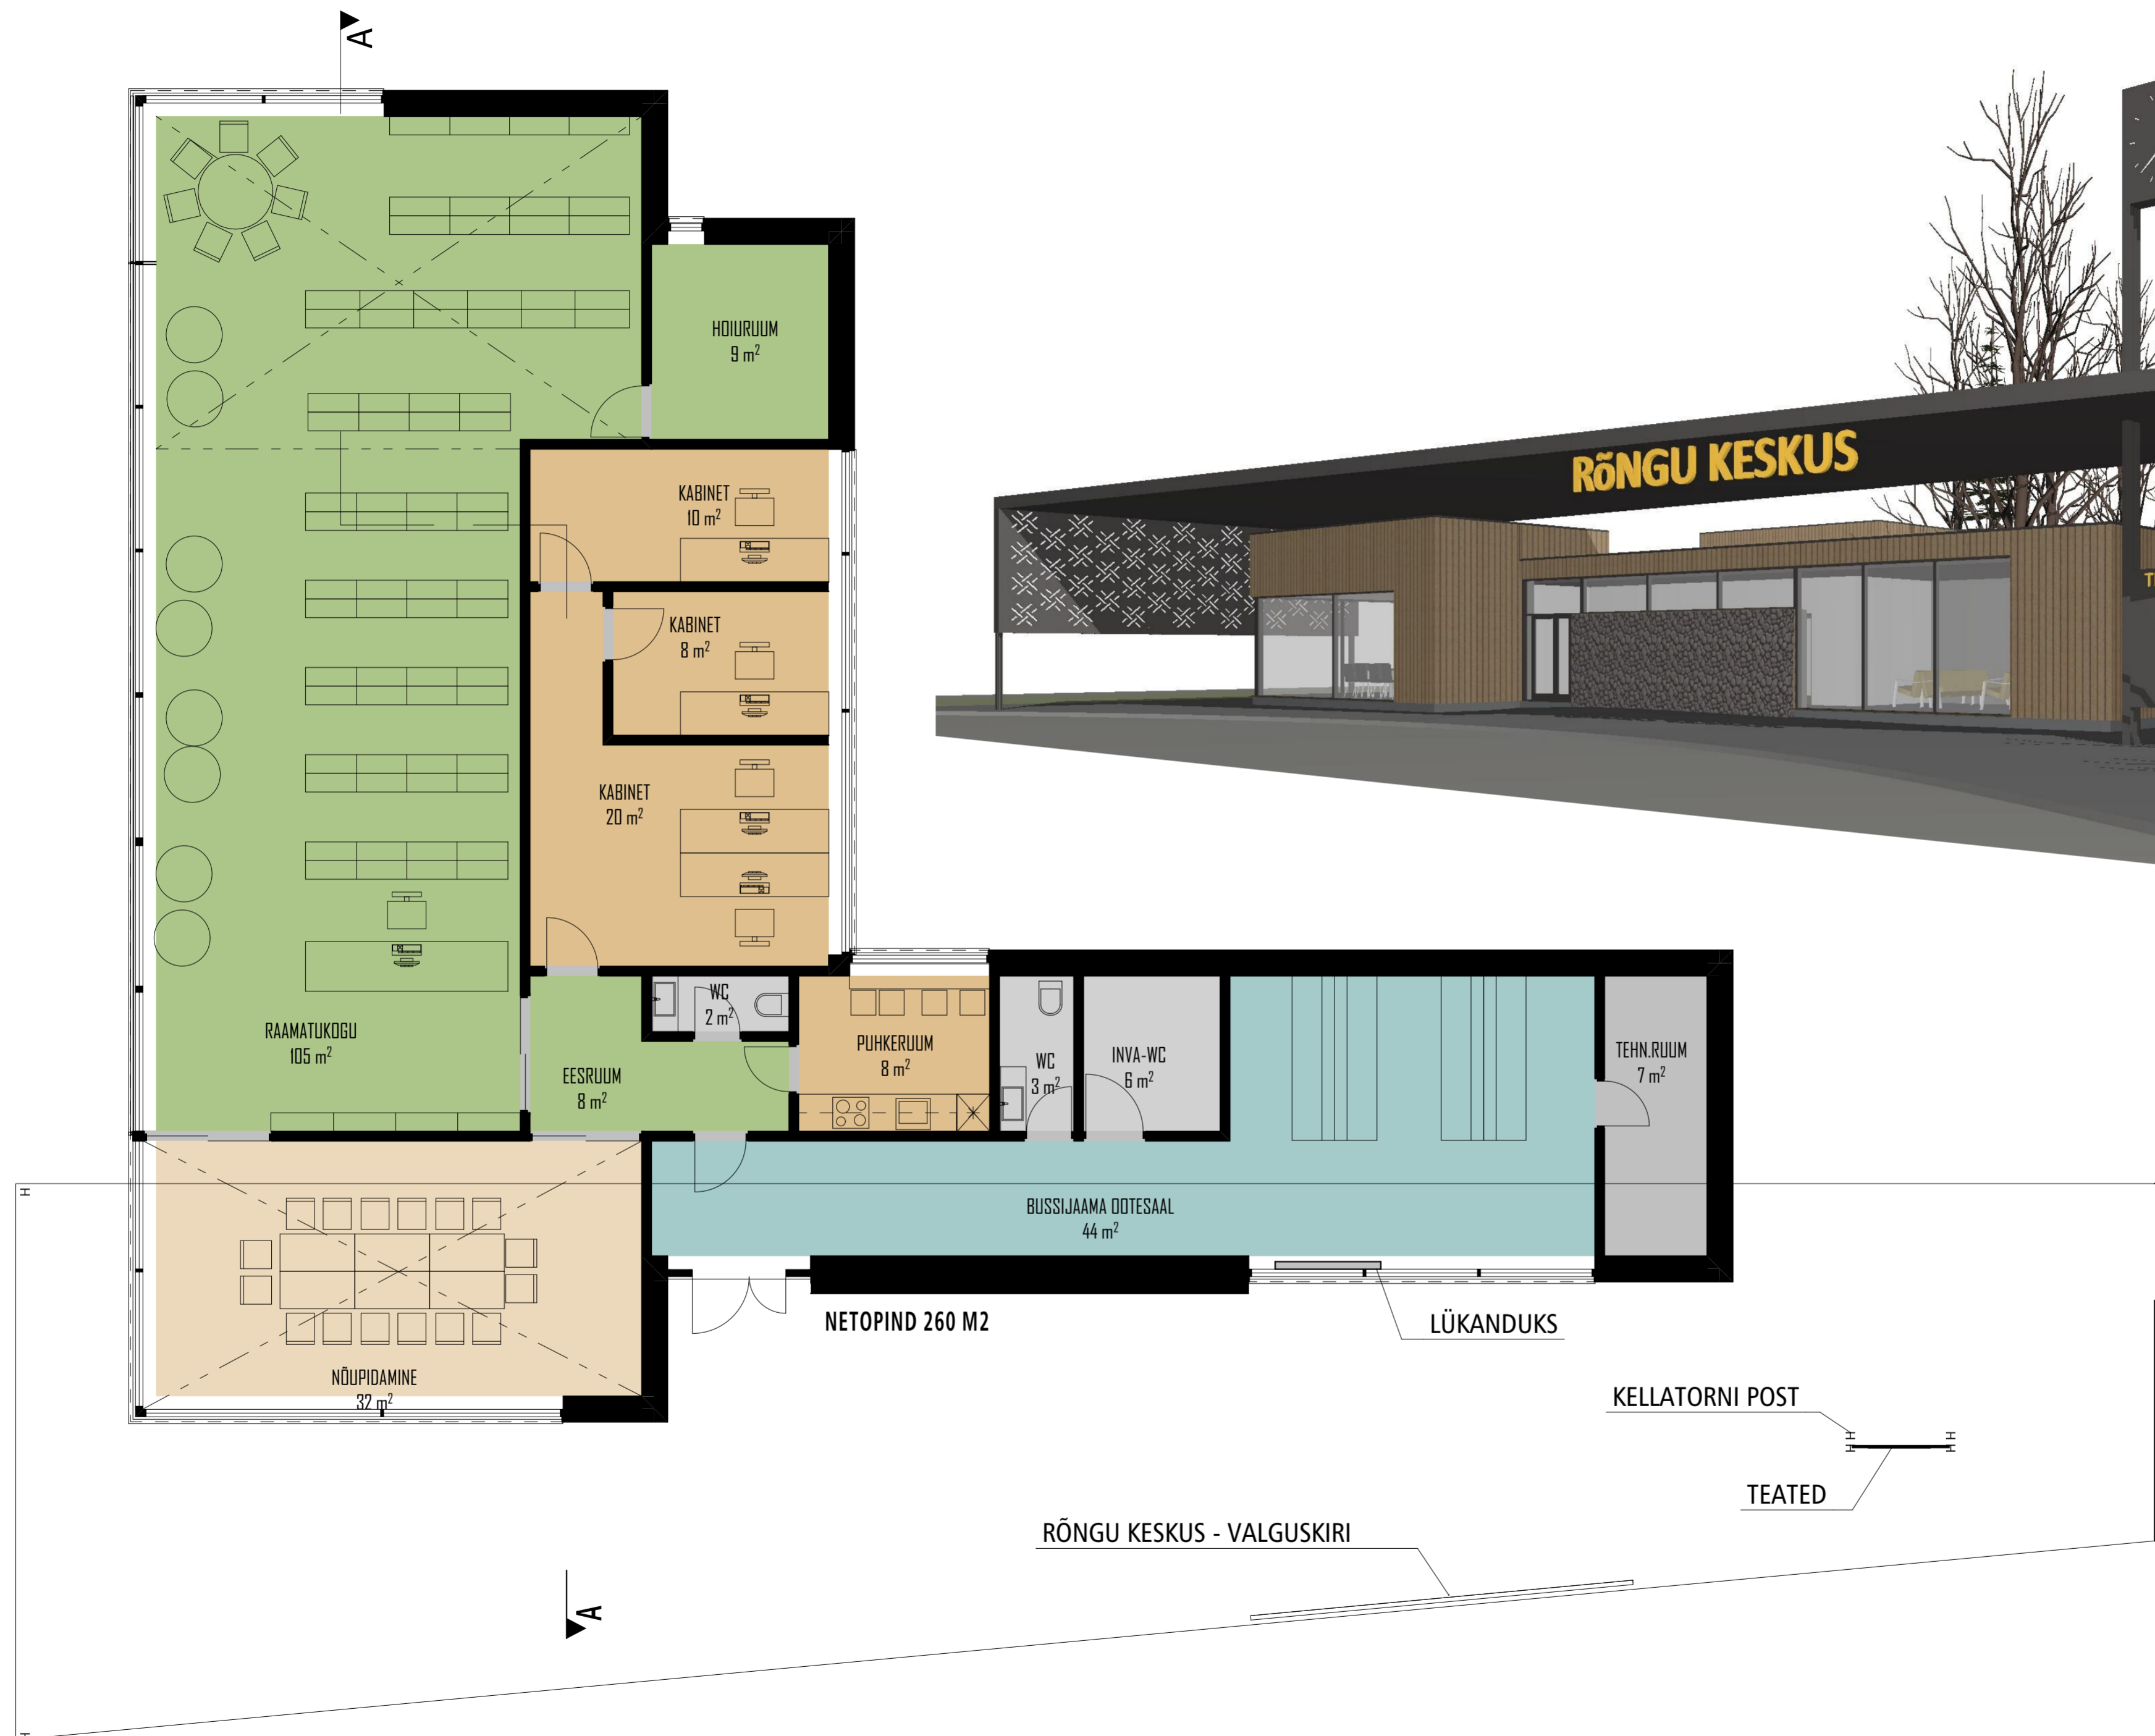 A
HOIURUUM
9 m²
KABINET
10 m²
KABINET
8 m²
KABINET
20 m²
RÕNGU KESKUS
WC
2 m²
RAAMATUKOGU
105 m²
EESRUUM
8 m²
PUHKERUUM
8 m²
WC
3 m²
INVA-WC
6 m²
TEHN.RUUM
7 m²
BUSSIJAAMA OOTESAAL
44 m²
NÕUPIDAMINE
32 m²
NETOPIND 260 M2
LÜKANDUKS
KELLATORNI POST
TEATED
RÕNGU KESKUS - VALGUSKIRI
A